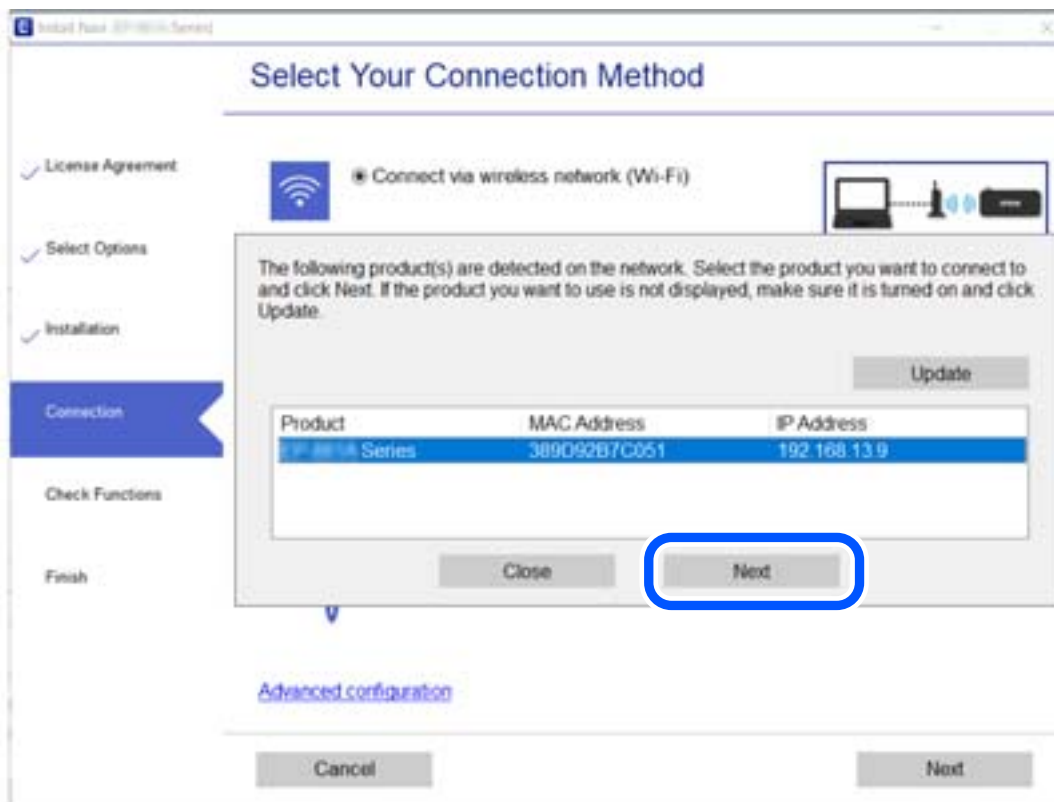 Install Navi
Series]
Select Your Connection Method
License Agreement
Select Options
Installation
Connection
Check Functions
Finish
Connect via wireless network (Wi-Fi)
The following product(s) are detected on the network. Select the product you want to connect to
and click Next. If the product you want to use is not displayed, make sure it is turned on and click
Update.
Update
Product MAC Address IP Address
Series 389D92B7C051 192.168.13.9
Close Next
Advanced configuration
Cancel Next